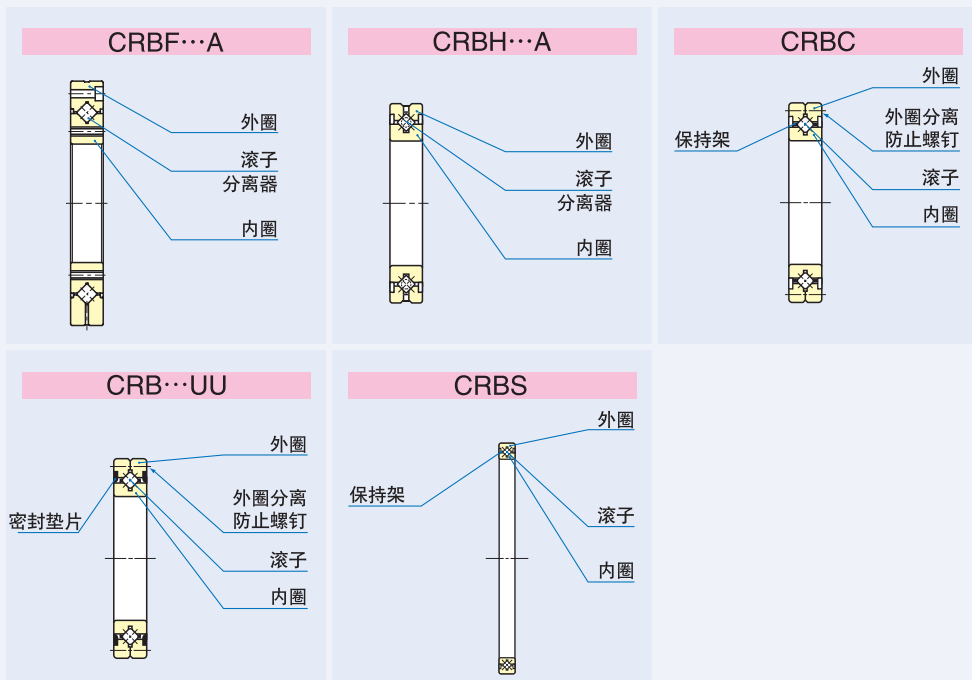 CRBF···A
外圈
滚子
分离器
内圈
CRBH···A
外圈
滚子
分离器
内圈
CRBC
外圈
外圈分离
防止螺钉
保持架
滚子
内圈
CRB···UU
外圈
外圈分离
防止螺钉
密封垫片
滚子
内圈
CRBS
外圈
保持架
滚子
内圈